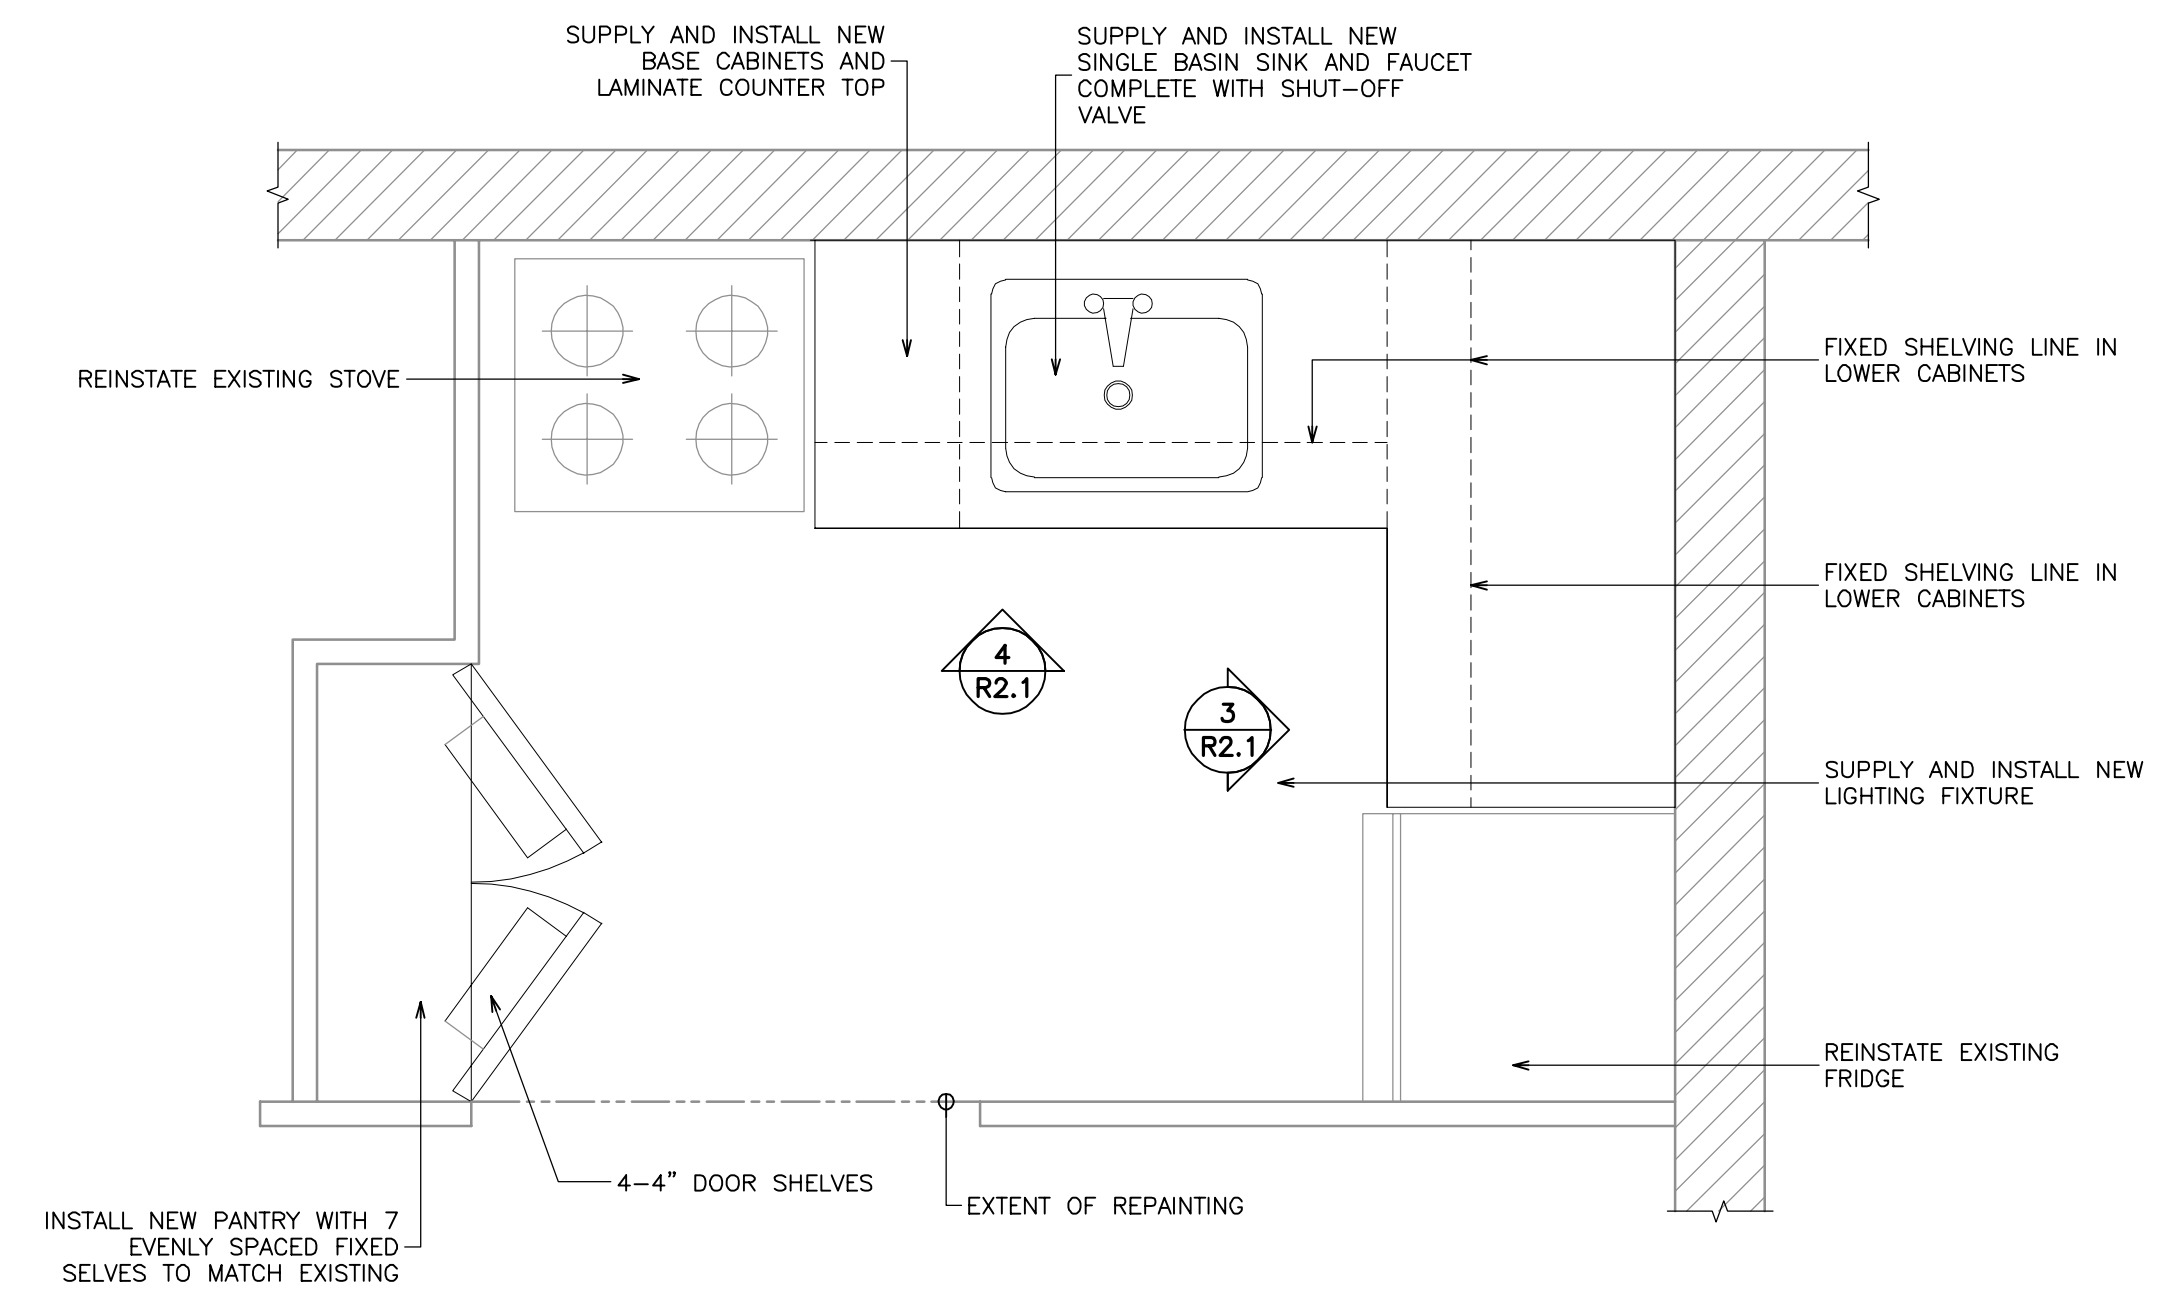 SUPPLY AND INSTALL NEW
BASE CABINETS AND
LAMINATE COUNTER TOP
SUPPLY AND INSTALL NEW
SINGLE BASIN SINK AND FAUCET
COMPLETE WITH SHUT-OFF
VALVE
REINSTATE EXISTING STOVE
FIXED SHELVING LINE IN
LOWER CABINETS
FIXED SHELVING LINE IN
LOWER CABINETS
4
R2.1
3
R2.1
SUPPLY AND INSTALL NEW
LIGHTING FIXTURE
REINSTATE EXISTING
FRIDGE
4-4" DOOR SHELVES
EXTENT OF REPAINTING
INSTALL NEW PANTRY WITH 7
EVENLY SPACED FIXED
SELVES TO MATCH EXISTING